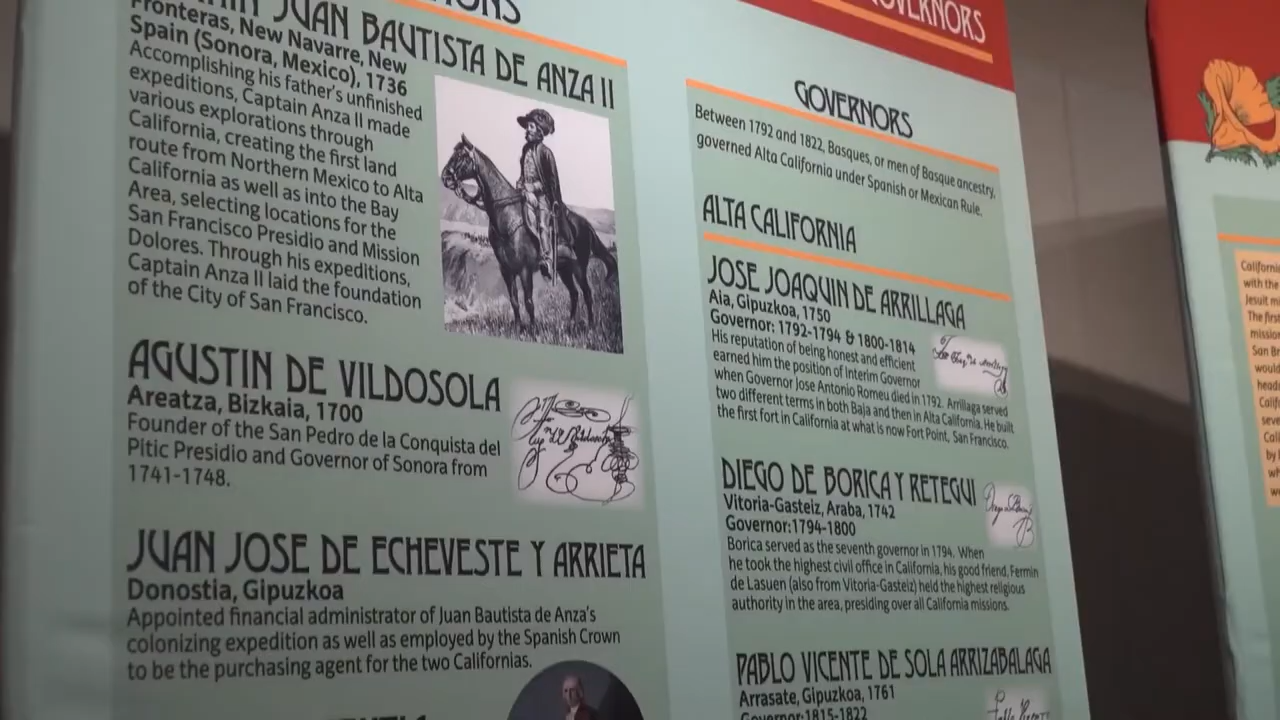 JUAN BAUTISTA DE ANZA II
Fronteras, New Navarre, New
Spain (Sonora, Mexico), 1736
Accomplishing his father's unfinished
expeditions, Captain Anza II made
various explorations through
California, creating the first land
route from Northern Mexico to Alta
California as well as into the Bay
Area, selecting locations for the
San Francisco Presidio and Mission
Dolores. Through his expeditions,
Captain Anza II laid the foundation
of the City of San Francisco.
AGUSTIN DE VILDOSOLA
Areatza, Bizkaia, 1700
Founder of the San Pedro de la Conquista del
Pitic Presidio and Governor of Sonora from
1741-1748.
JUAN JOSE DE ECHEVESTE Y ARRIETA
Donostia, Gipuzkoa
Appointed financial administrator of Juan Bautista de Anza's
colonizing expedition as well as employed by the Spanish Crown
to be the purchasing agent for the two Californias.
GOVERNORS
GOVERNORS
Between 1792 and 1822, Basques, or men of Basque ancestry,
governed Alta California under Spanish or Mexican Rule.
ALTA CALIFORNIA
JOSE JOAQUIN DE ARRILLAGA
Aia, Gipuzkoa, 1750
Governor: 1792-1794 & 1800-1814
His reputation of being honest and efficient
earned him the position of Interim Governor
when Governor Jose Antonio Romeu died in 1792. Arrillaga served
two different terms in both Baja and then in Alta California. He built
the first fort in California at what is now Fort Point, San Francisco.
DIEGO DE BORICA Y RETEGUI
Vitoria-Gasteiz, Araba, 1742
Governor:1794-1800
Borica served as the seventh governor in 1794. When
he took the highest civil office in California, his good friend, Fermin
de Lasuen (also from Vitoria-Gasteiz) held the highest religious
authority in the area, presiding over all California missions.
PABLO VICENTE DE SOLA ARRIZABALAGA
Arrasate, Gipuzkoa, 1761
Governor:1815-1822
with the
The first
would